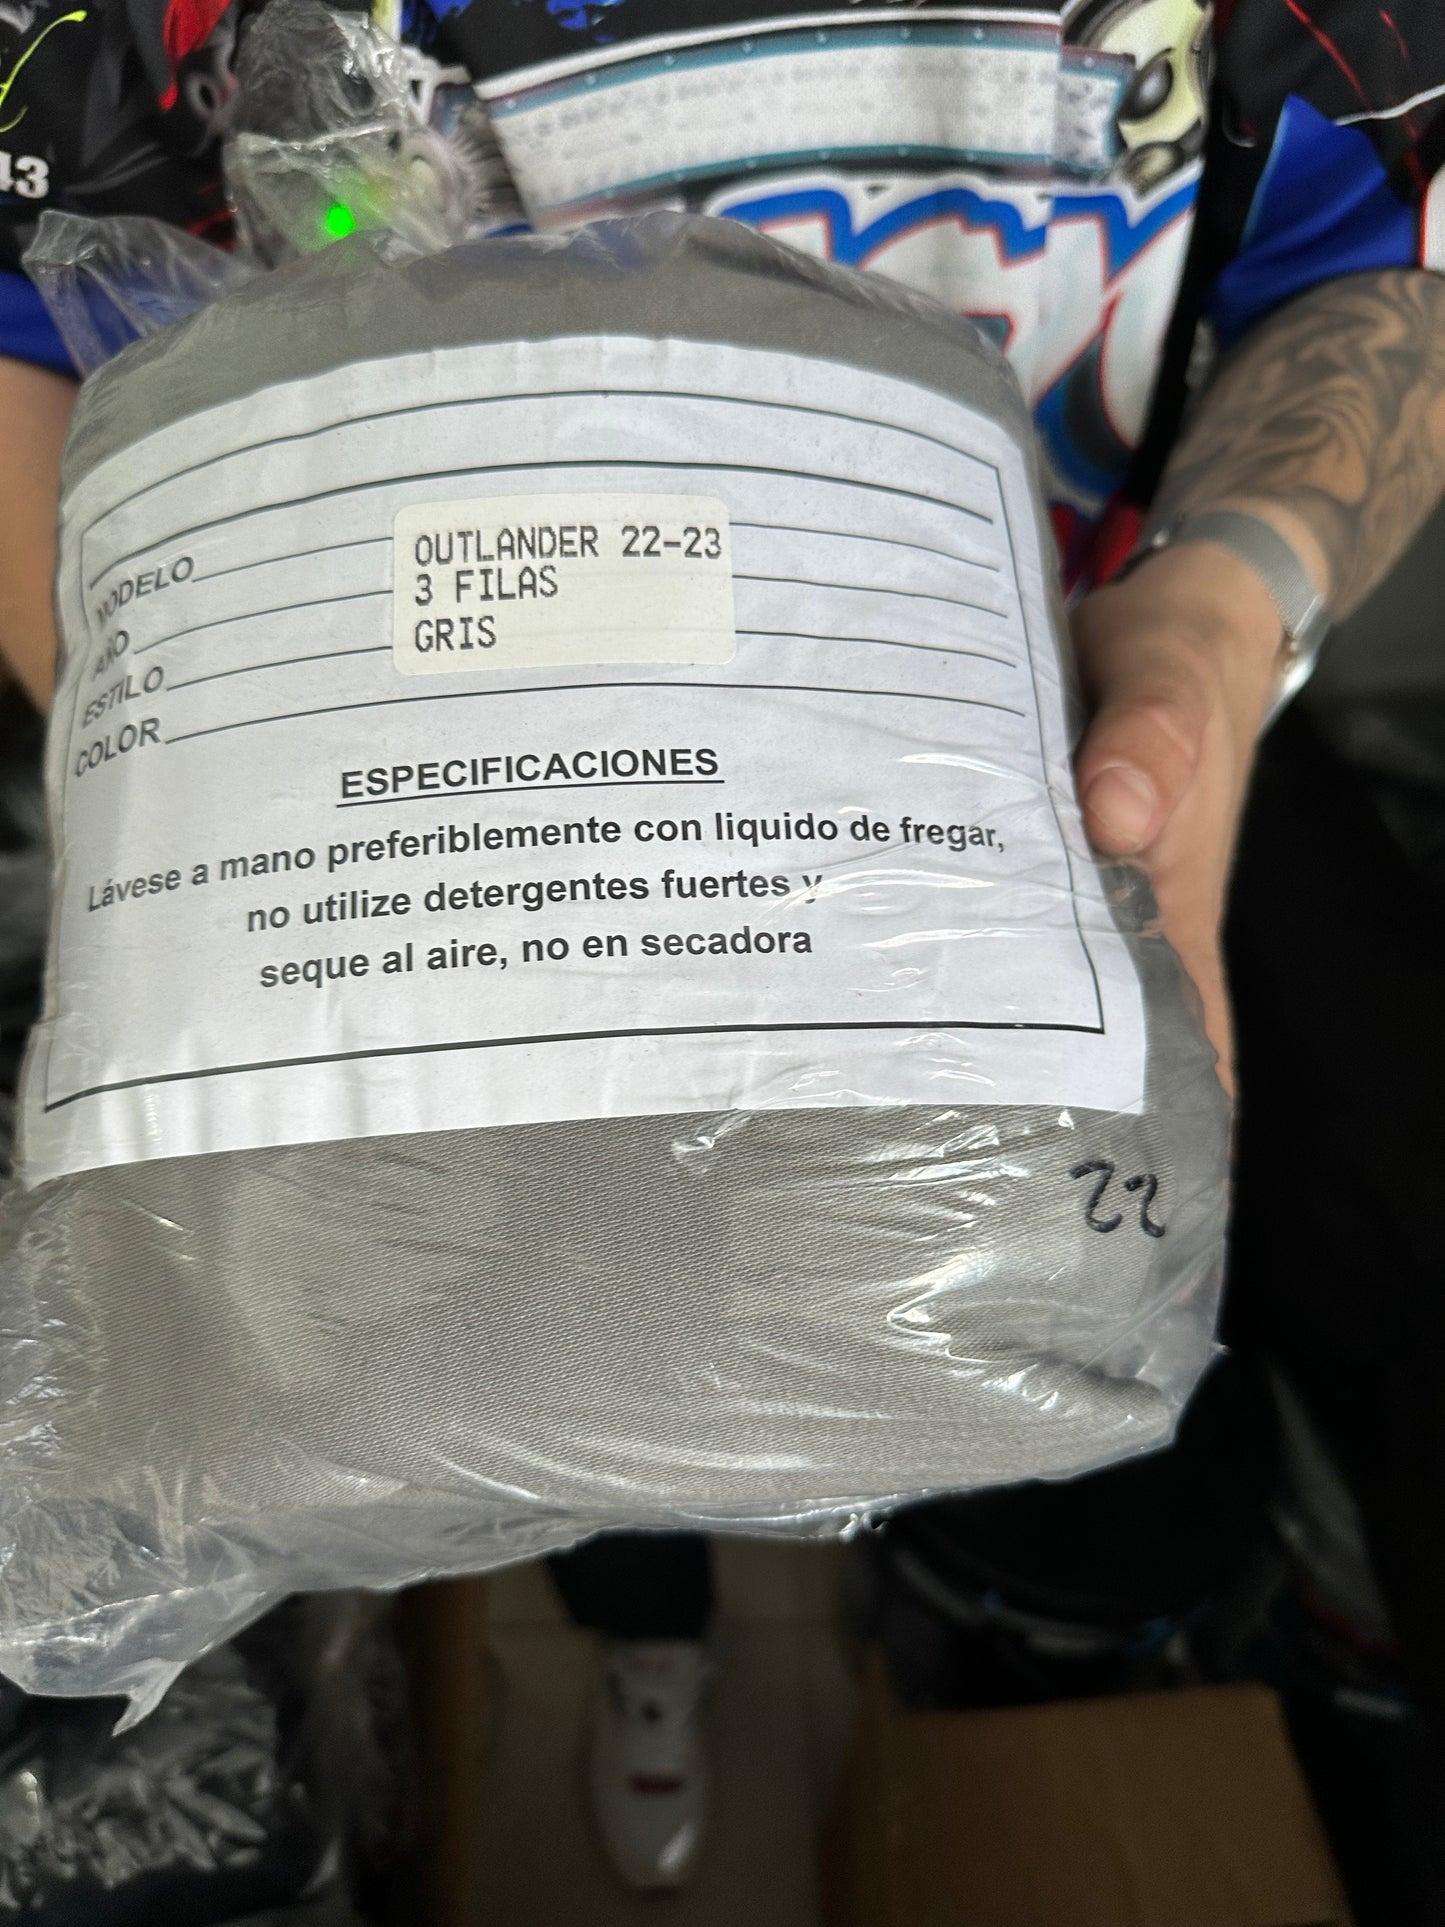 13
MODELO
AÑO
ESTILO
COLOR
OUTLANDER 22-23
3 FILAS
GRIS
ESPECIFICACIONES
Lávese a mano preferiblemente con liquido de fregar,
no utilize detergentes fuertes y
seque al aire, no en secadora
22